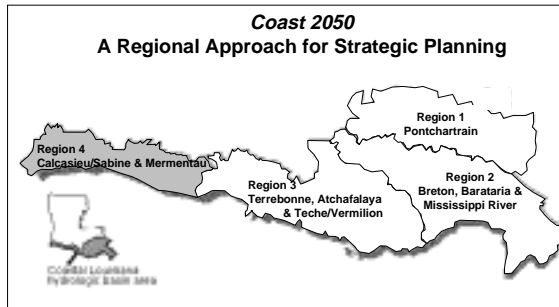 Coast 2050
A Regional Approach for Strategic Planning
Region 1
Pontchartrain
Region 4
Calcasieu/Sabine & Mermentau
Region 2
Breton, Barataria &
Mississippi River
Region 3
Terrebonne, Atchafalaya
& Teche/Vermilion
Coastal Louisiana
hydrologic basin area